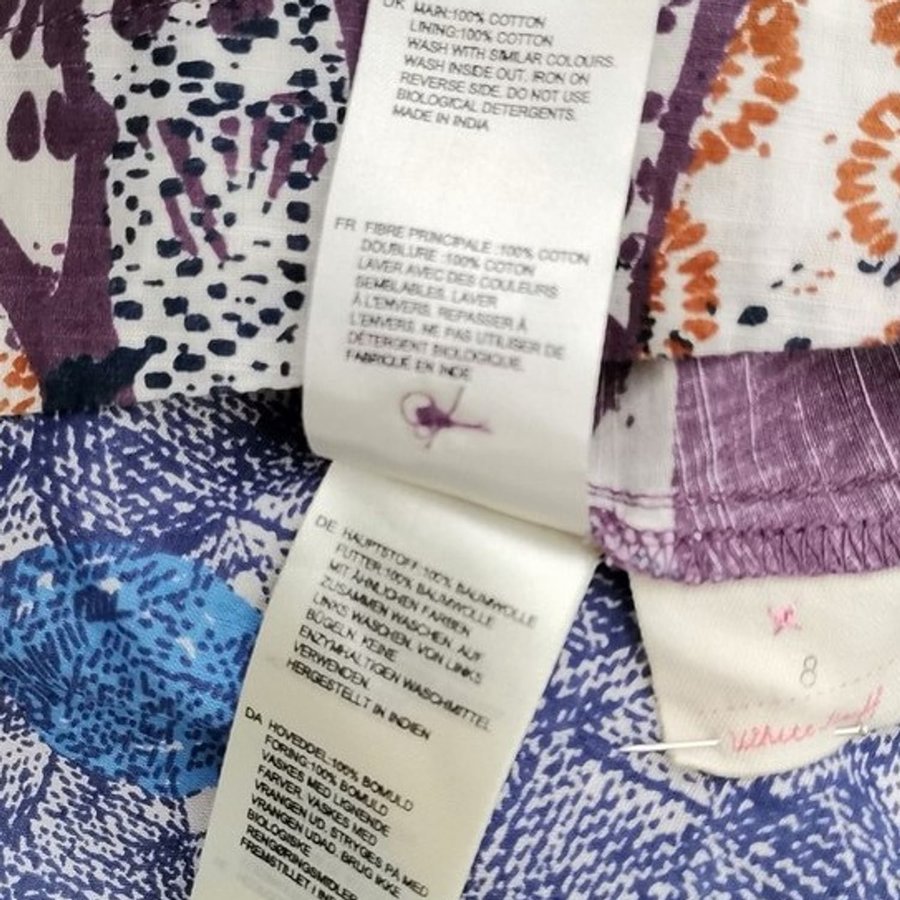 UK MAIN:100% COTTON
LINING:100% COTTON
WASH WITH SIMILAR COLOURS.
WASH INSIDE OUT. IRON ON
REVERSE SIDE. DO NOT USE
BIOLOGICAL DETERGENTS.
MADE IN INDIA
FR FIBRE PRINCIPALE :100% COTTON
DOUBLURE :100% COTTON
LAVER AVEC DES COULEURS
SEMBLABLES. LAVER
À L'ENVERS. REPASSER À
L'ENVERS. NE PAS UTILISER DE
DÉTERGENT BIOLOGIQUE.
FABRIQUÉ EN INDE
DE HAUPTSTOFF:100% BAUMWOLLE
FUTTER:100% BAUMWOLLE
MIT ÄHNLICHEN FARBEN
ZUSAMMEN WASCHEN. AUF
LINKS WASCHEN. VON LINKS
BÜGELN. KEINE
ENZYMHALTIGEN WASCHMITTEL
VERWENDEN.
HERGESTELLT IN INDIEN
DA HOVEDDEL:100% BOMULD
FORING:100% BOMULD
VASKES MED LIGNENDE
FARVER. VASKES MED
VRANGEN UD. STRYGES PÅ MED
VRANGEN UDAD. BRUG IKKE
BIOLOGISKE
RENGØRINGSMIDLER
FREMSTILLET I IN
8